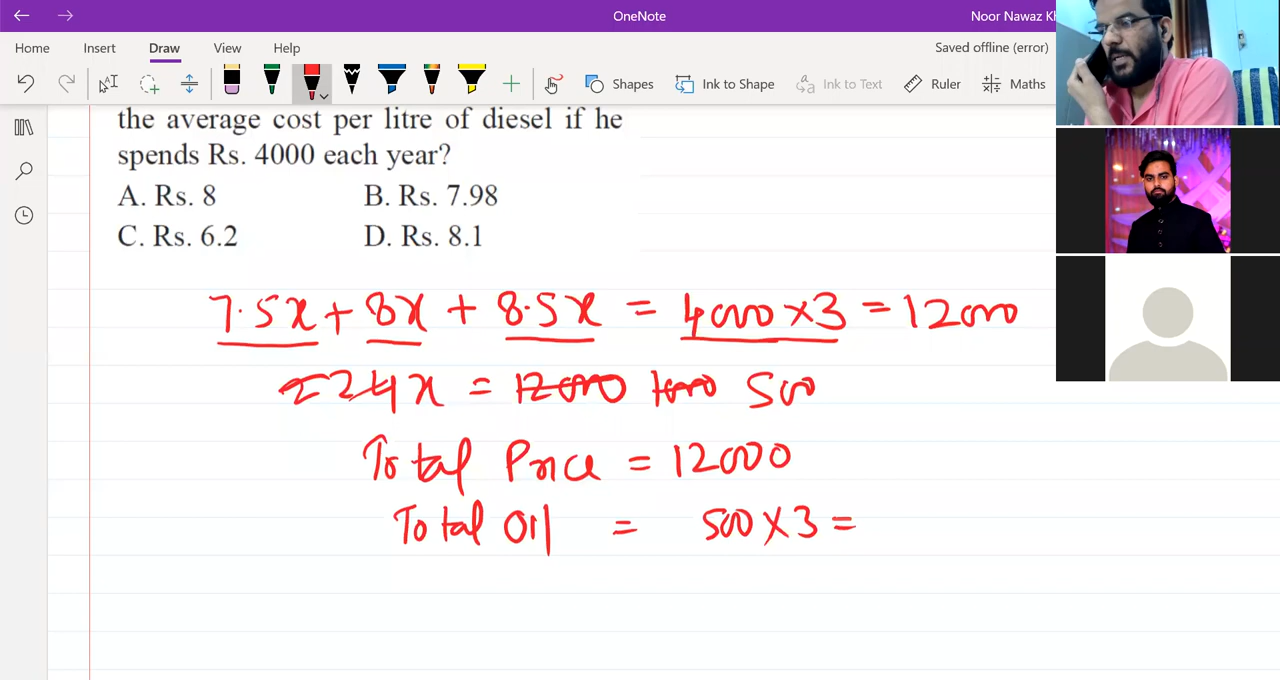 OneNote
Noor Nawaz Kh
Home Insert Draw View Help
Saved offline (error)
Shapes Ink to Shape Ink to Text Ruler Maths
the average cost per litre of diesel if he
spends Rs. 4000 each year?
A. Rs. 8 B. Rs. 7.98
C. Rs. 6.2 D. Rs. 8.1
7.5x + 8x + 8.5x = 4000 × 3 = 12000
24x = 12000 1000 500
Total Price = 12000
Total Oil = 500 × 3 =